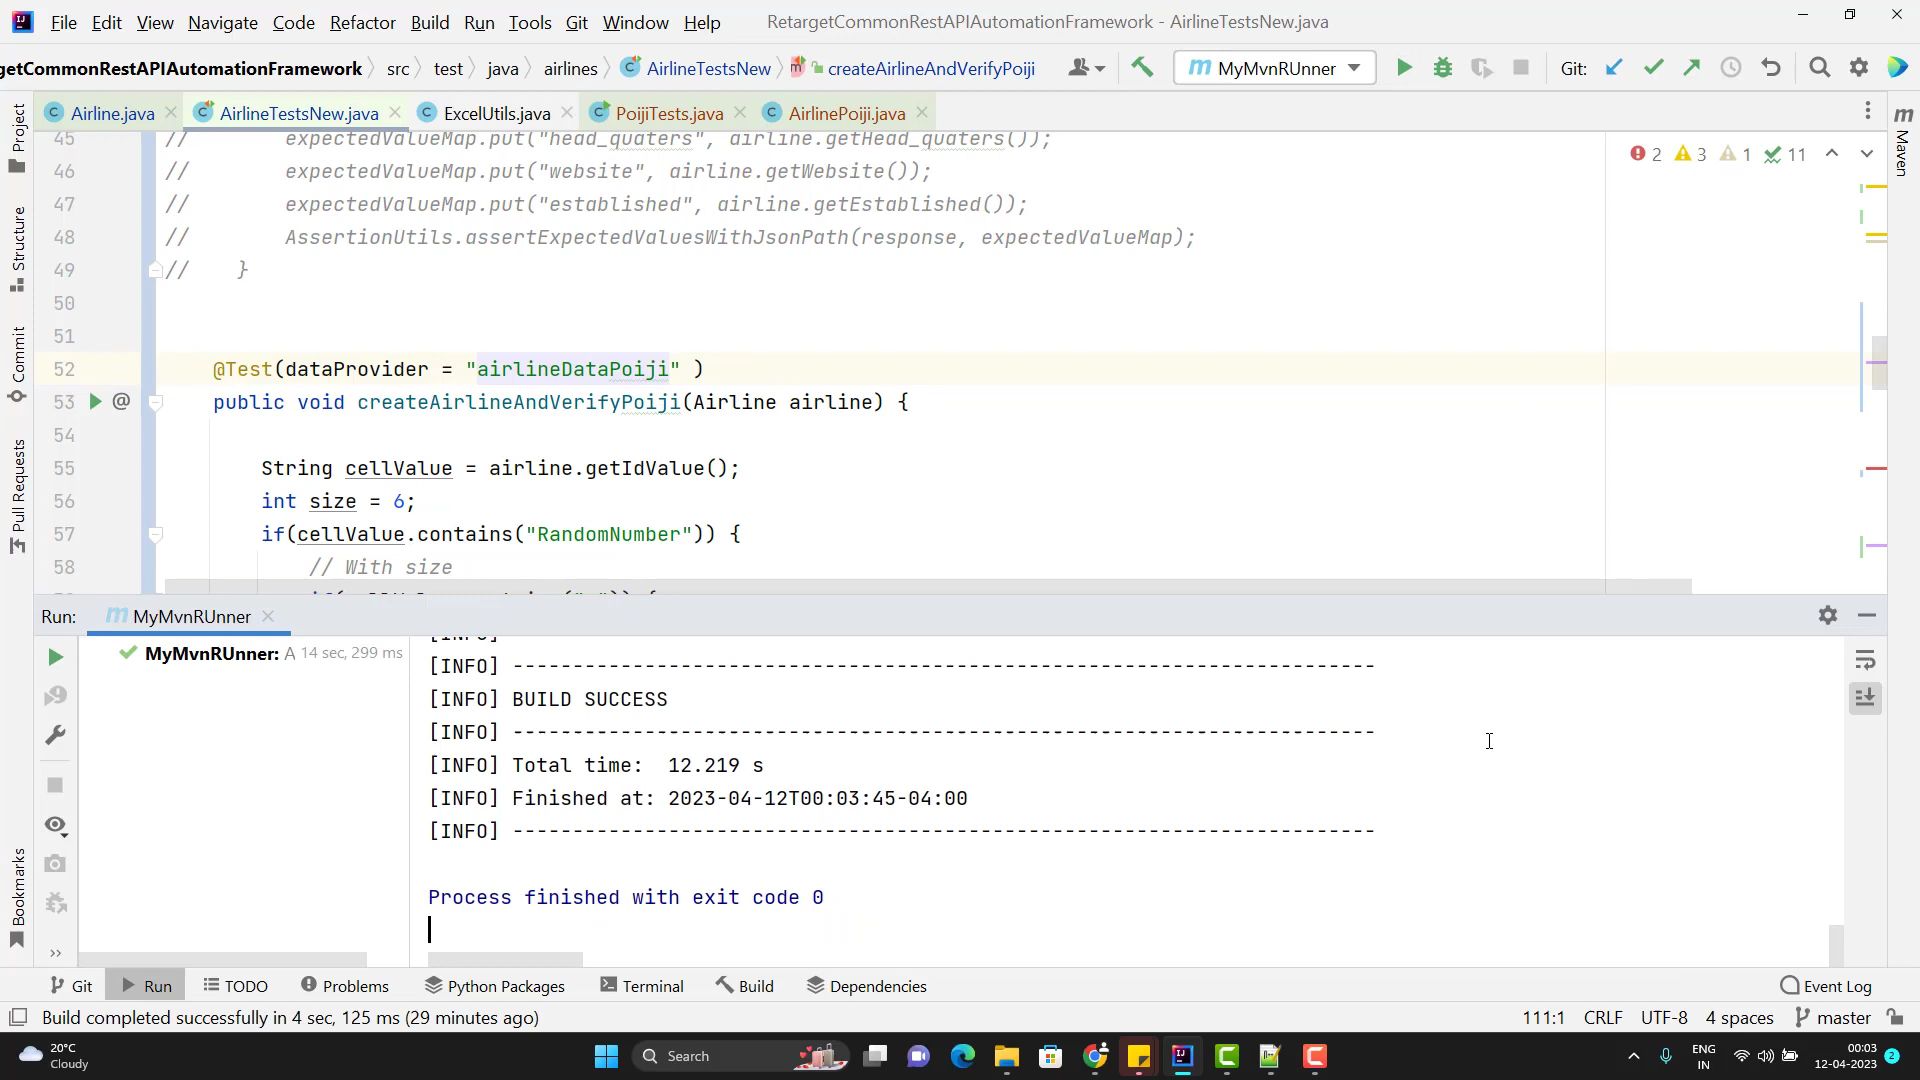 File Edit View Navigate Code Refactor Build Run Tools Git Window Help RetargetCommonRestAPIAutomationFramework - AirlineTestsNew.java
getCommonRestAPIAutomationFramework src test java airlines AirlineTestsNew createAirlineAndVerifyPoiji MyMvnRUnner Git:
Airline.java AirlineTestsNew.java ExcelUtils.java PoijiTests.java AirlinePoiji.java
Project
Structure
Commit
Pull Requests
Bookmarks
Maven
2 3 1 11
45 // expectedValueMap.put("head_quaters", airline.getHead_quaters());
46 // expectedValueMap.put("website", airline.getWebsite());
47 // expectedValueMap.put("established", airline.getEstablished());
48 // AssertionUtils.assertExpectedValuesWithJsonPath(response, expectedValueMap);
49 // }
50
51
52 @Test(dataProvider = "airlineDataPoiji" )
53 public void createAirlineAndVerifyPoiji(Airline airline) {
54
55 String cellValue = airline.getIdValue();
56 int size = 6;
57 if(cellValue.contains("RandomNumber")) {
58 // With size
Run: MyMvnRUnner
MyMvnRUnner: A 14 sec, 299 ms
[INFO]
[INFO] ------------------------------------------------------------------------
[INFO] BUILD SUCCESS
[INFO] ------------------------------------------------------------------------
[INFO] Total time:  12.219 s
[INFO] Finished at: 2023-04-12T00:03:45-04:00
[INFO] ------------------------------------------------------------------------
Process finished with exit code 0
Git Run TODO Problems Python Packages Terminal Build Dependencies Event Log
Build completed successfully in 4 sec, 125 ms (29 minutes ago) 111:1 CRLF UTF-8 4 spaces master
20°C
Cloudy
Search
ENG
IN
00:03
12-04-2023
2